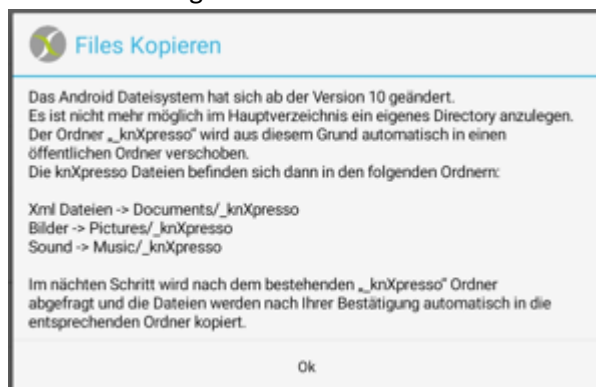 Files Kopieren
Das Android Dateisystem hat sich ab der Version 10 geändert.
Es ist nicht mehr möglich im Hauptverzeichnis ein eigenes Directory anzulegen.
Der Ordner „_knXpresso" wird aus diesem Grund automatisch in einen
öffentlichen Ordner verschoben.
Die knXpresso Dateien befinden sich dann in den folgenden Ordnern:
Xml Dateien -> Documents/_knXpresso
Bilder -> Pictures/_knXpresso
Sound -> Music/_knXpresso
Im nächsten Schritt wird nach dem bestehenden „_knXpresso" Ordner
abgefragt und die Dateien werden nach Ihrer Bestätigung automatisch in die
entsprechenden Ordner kopiert.
Ok